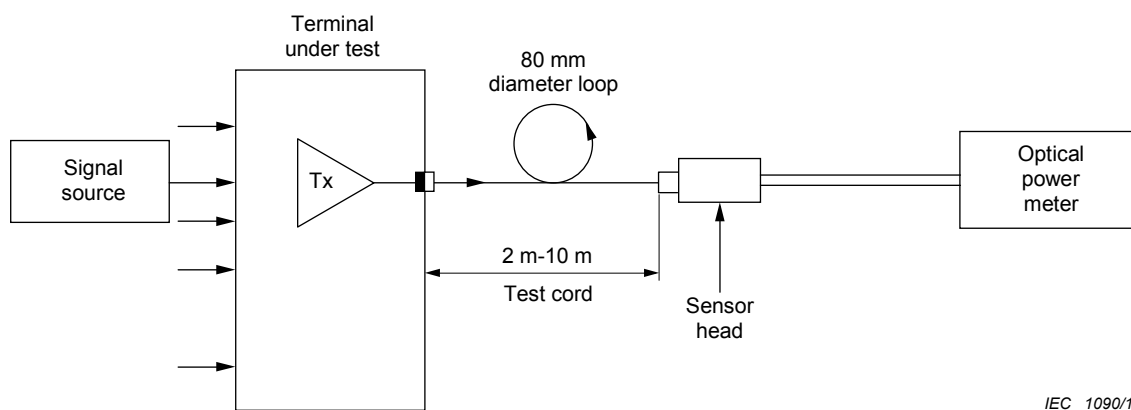 Terminal
under test
80 mm
diameter loop
Signal
source
Tx
Optical
power
meter
2 m-10 m
Test cord
Sensor
head
IEC 1090/1